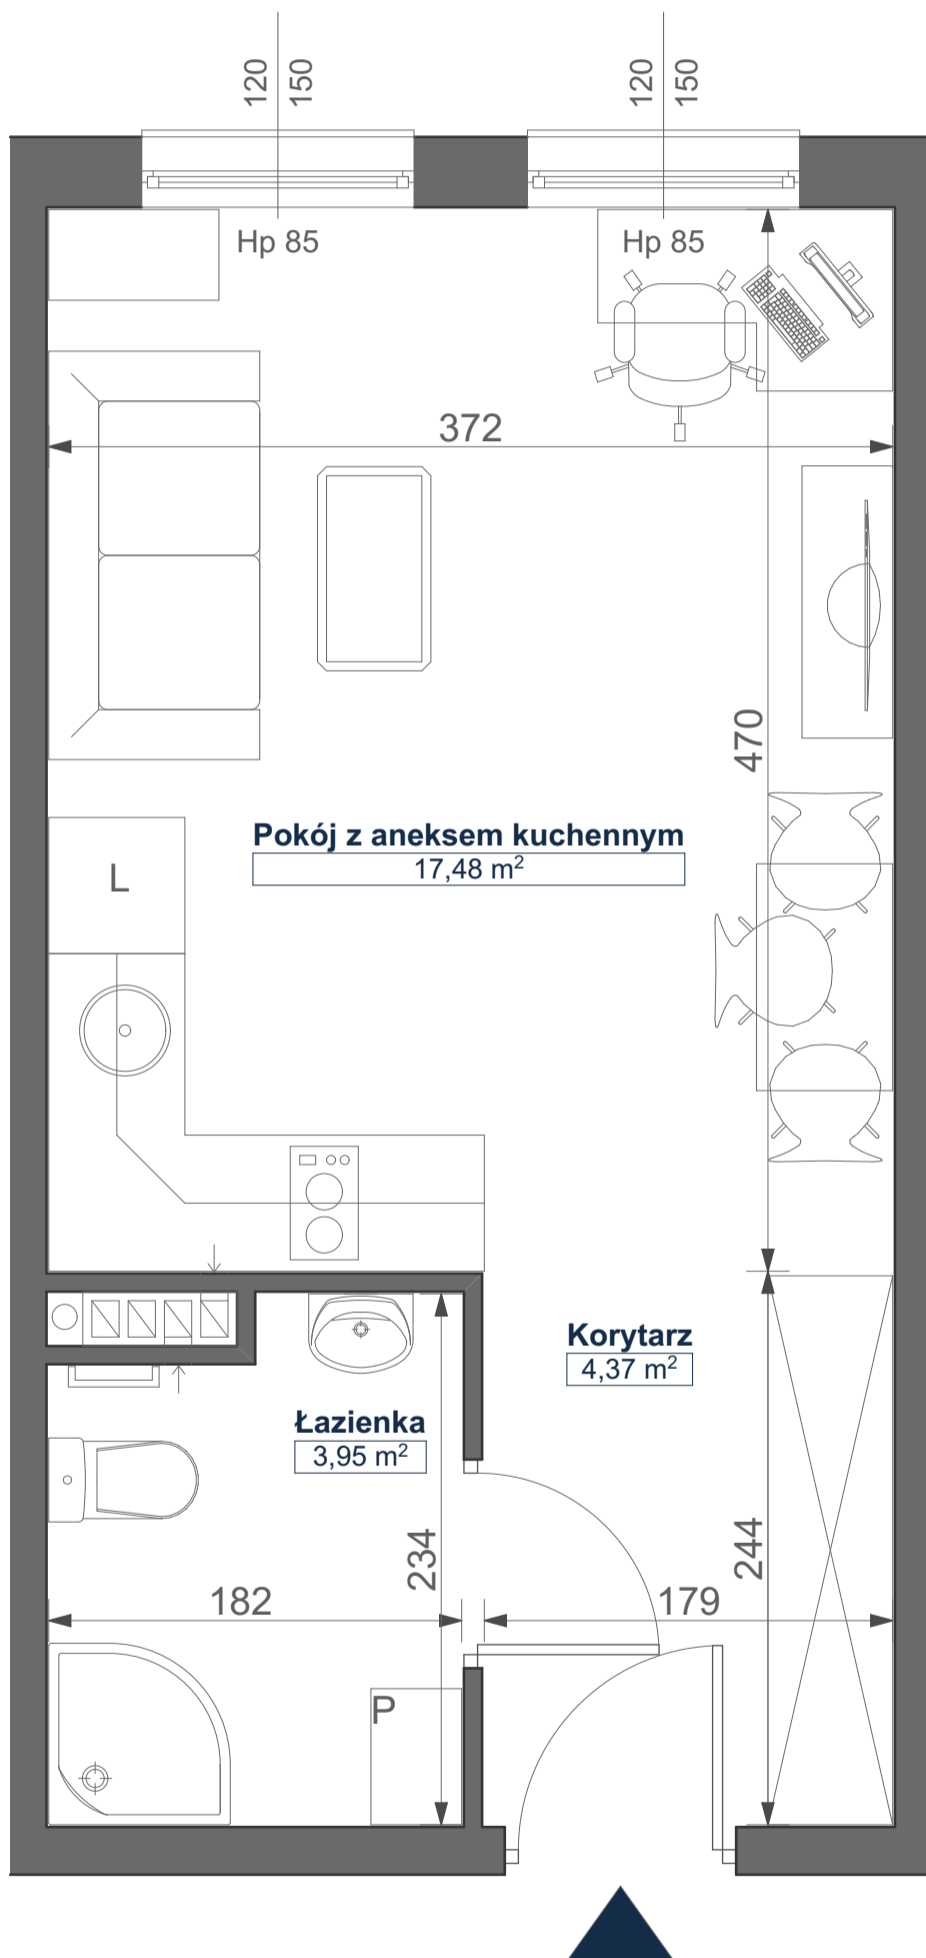 120
150
120
150
Hp 85
Hp 85
372
470
Pokój z aneksem kuchennym
17,48 m²
L
Korytarz
4,37 m²
Łazienka
3,95 m²
234
244
182
179
P